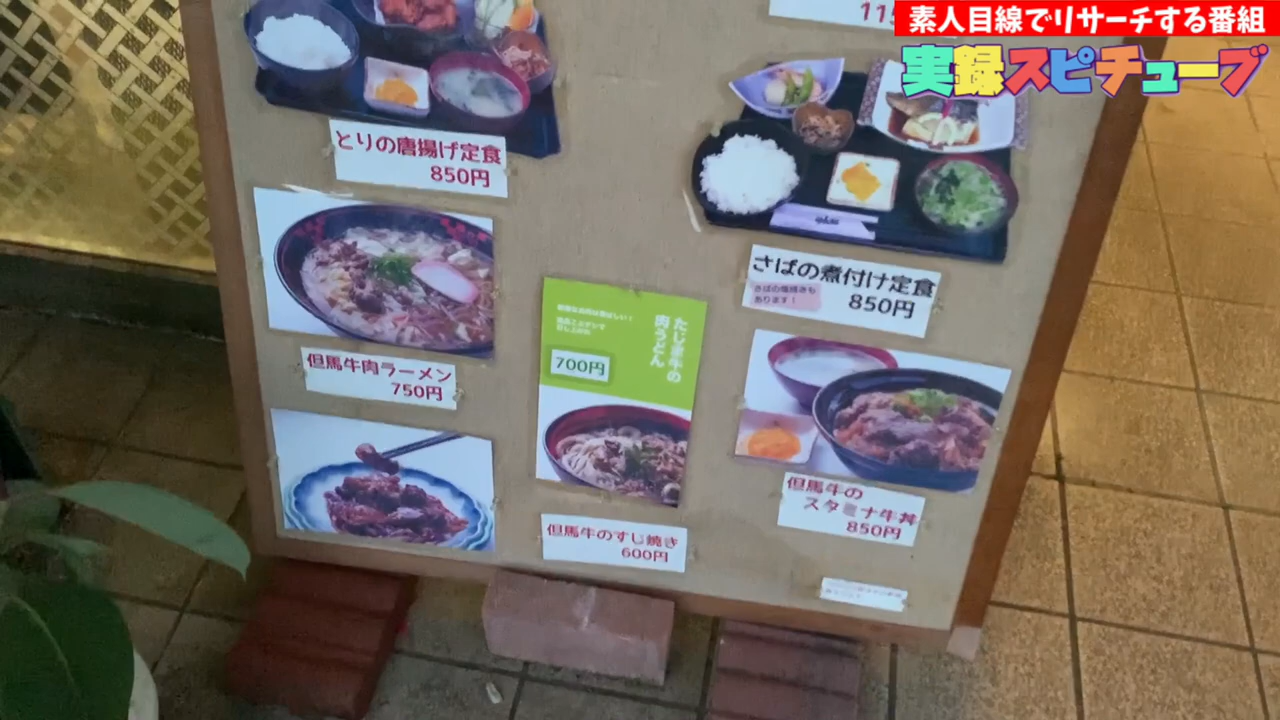 115
素人目線でリサーチする番組
実録スピチューブ
とりの唐揚げ定食
850円
さばの煮付け定食
さばの塩焼きも
あります！
850円
但馬牛肉ラーメン
750円
たじま牛の
肉うどん
700円
但馬牛の
スタミナ牛丼
850円
但馬牛のすじ焼き
600円